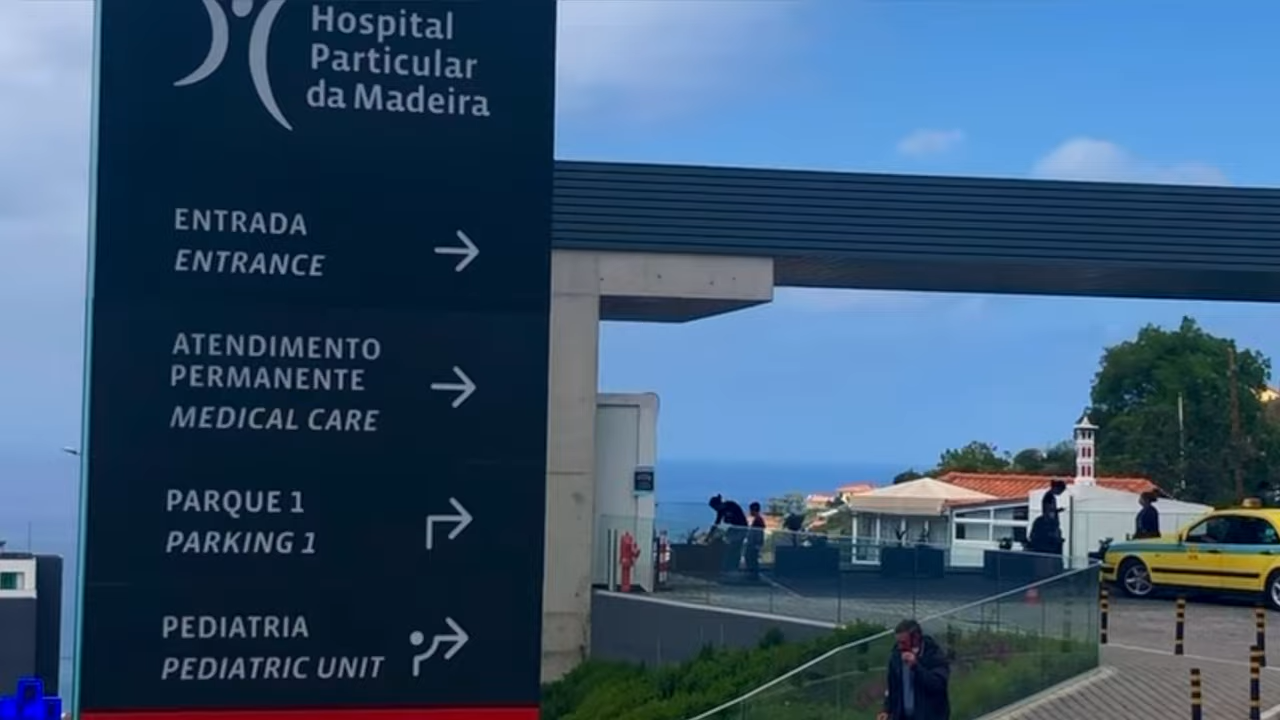 Hospital
Particular
da Madeira
ENTRADA
ENTRANCE
ATENDIMENTO
PERMANENTE
MEDICAL CARE
PARQUE 1
PARKING 1
PEDIATRIA
PEDIATRIC UNIT